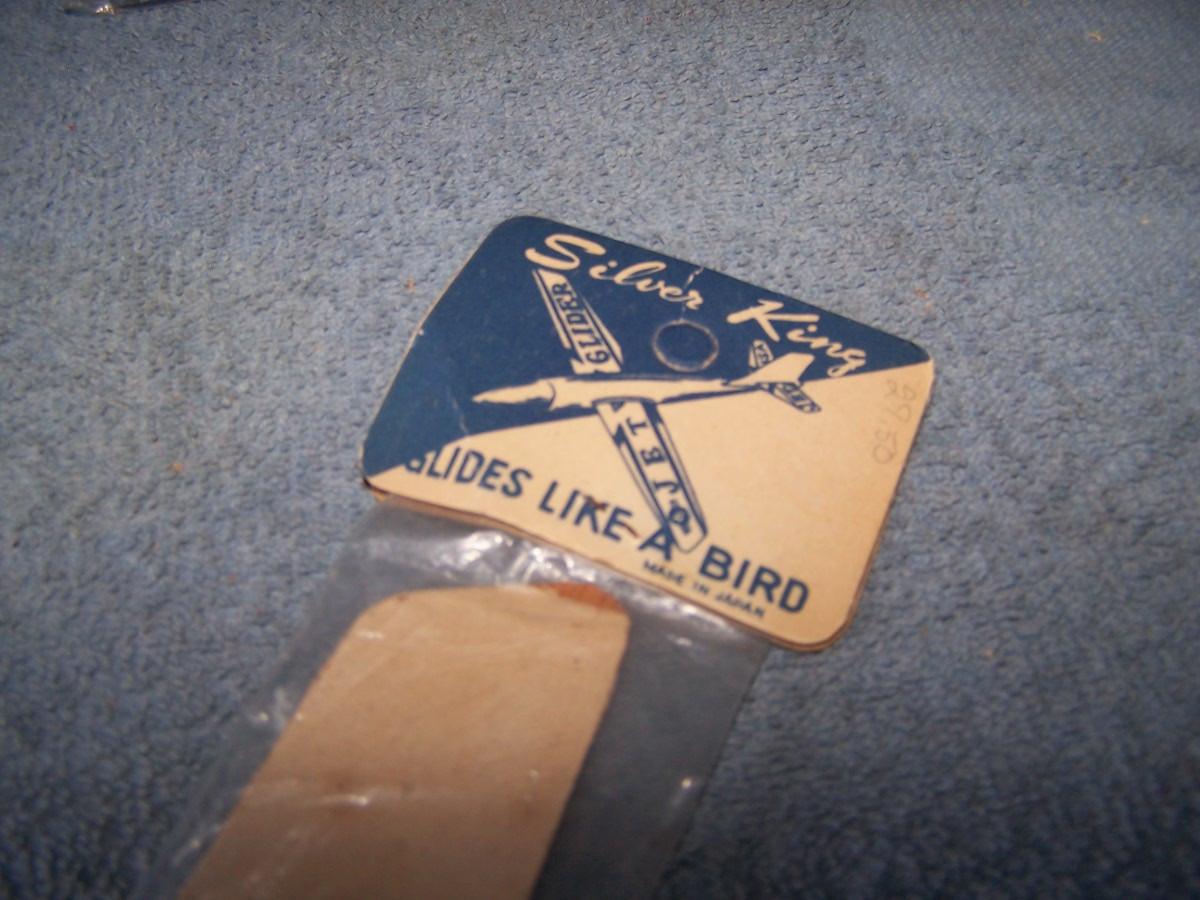 Silver King
GLIDER
JET
GLIDES LIKE A BIRD
MADE IN JAPAN